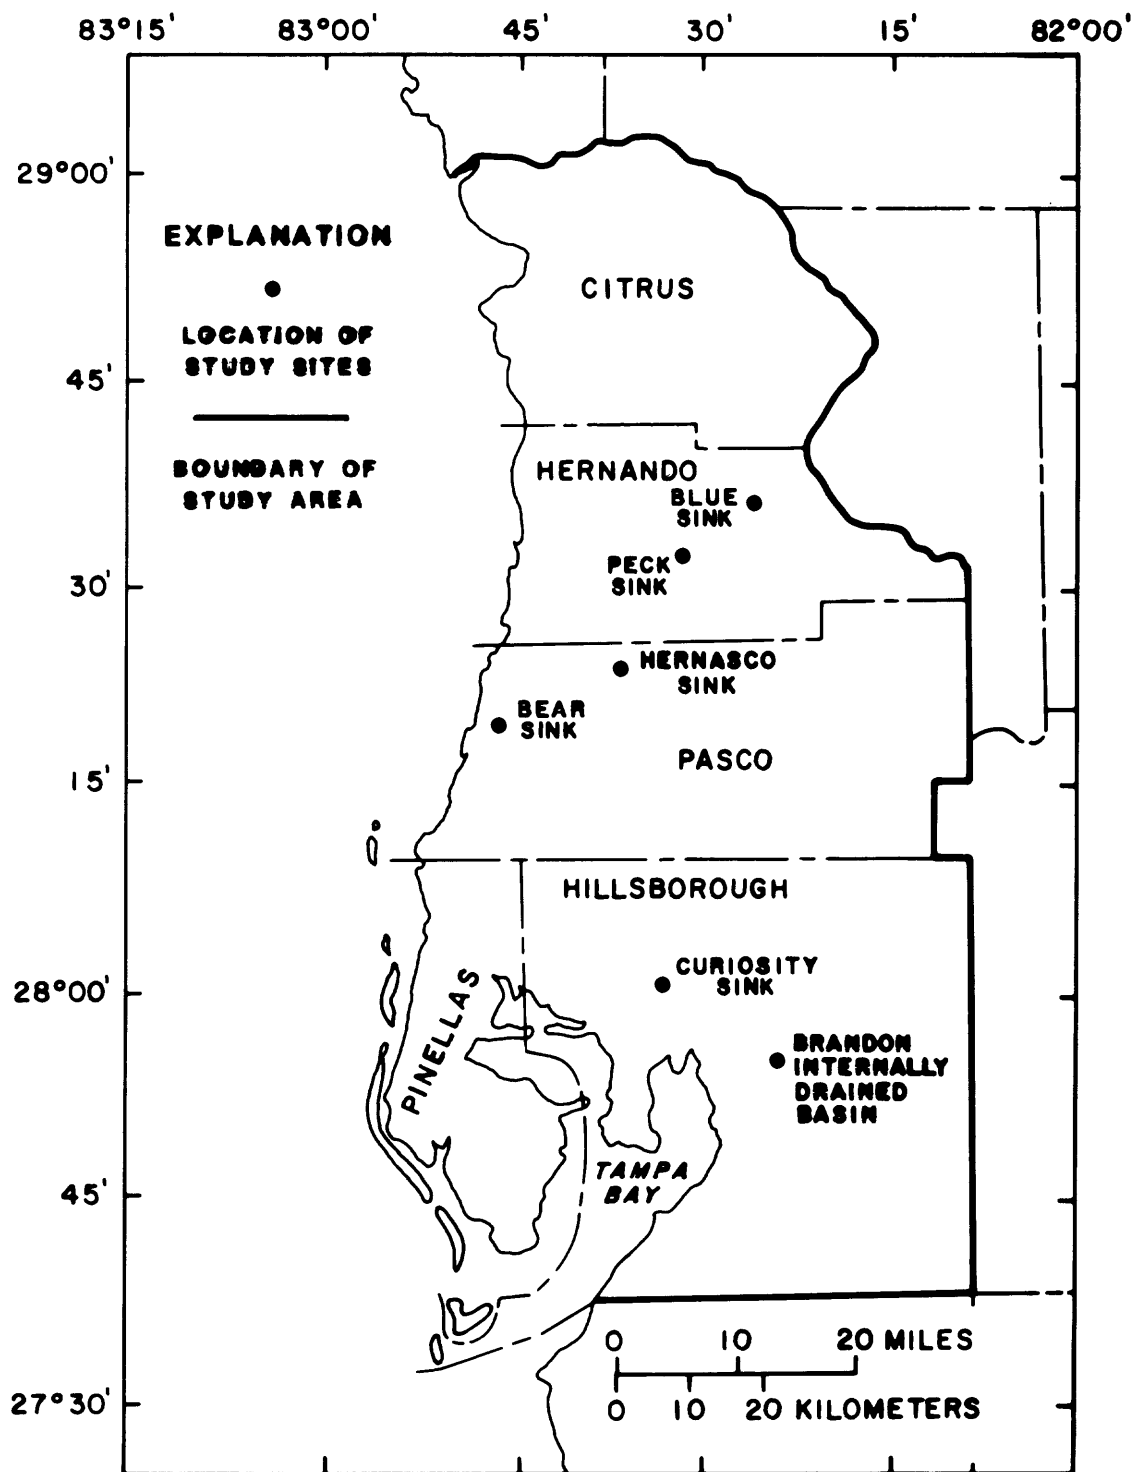 83°15' 83°00' 45' 30' 15' 82°00'
29°00'
EXPLANATION
CITRUS
LOCATION OF
STUDY SITES
45'
BOUNDARY OF
STUDY AREA
HERNANDO
BLUE
SINK
PECK
SINK
30'
HERNASCO
SINK
BEAR
SINK
PASCO
15'
HILLSBOROUGH
CURIOSITY
SINK
28°00'
PINELLAS
BRANDON
INTERNALLY
DRAINED
BASIN
TAMPA
BAY
45'
0 10 20 MILES
27°30'
0 10 20 KILOMETERS